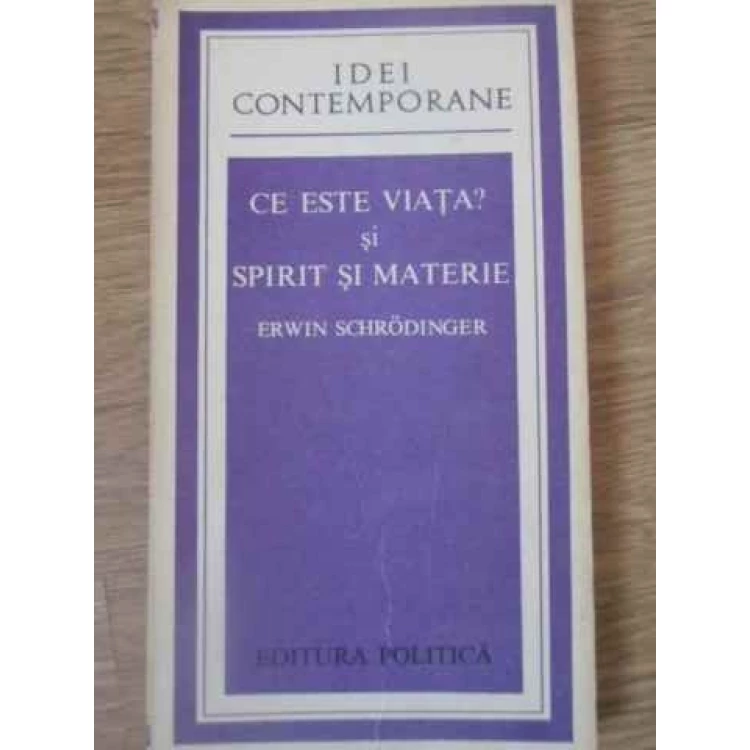 IDEI
CONTEMPORANE
CE ESTE VIAȚA?
și
SPIRIT ȘI MATERIE
ERWIN SCHRÖDINGER
EDITURA POLITICĂ